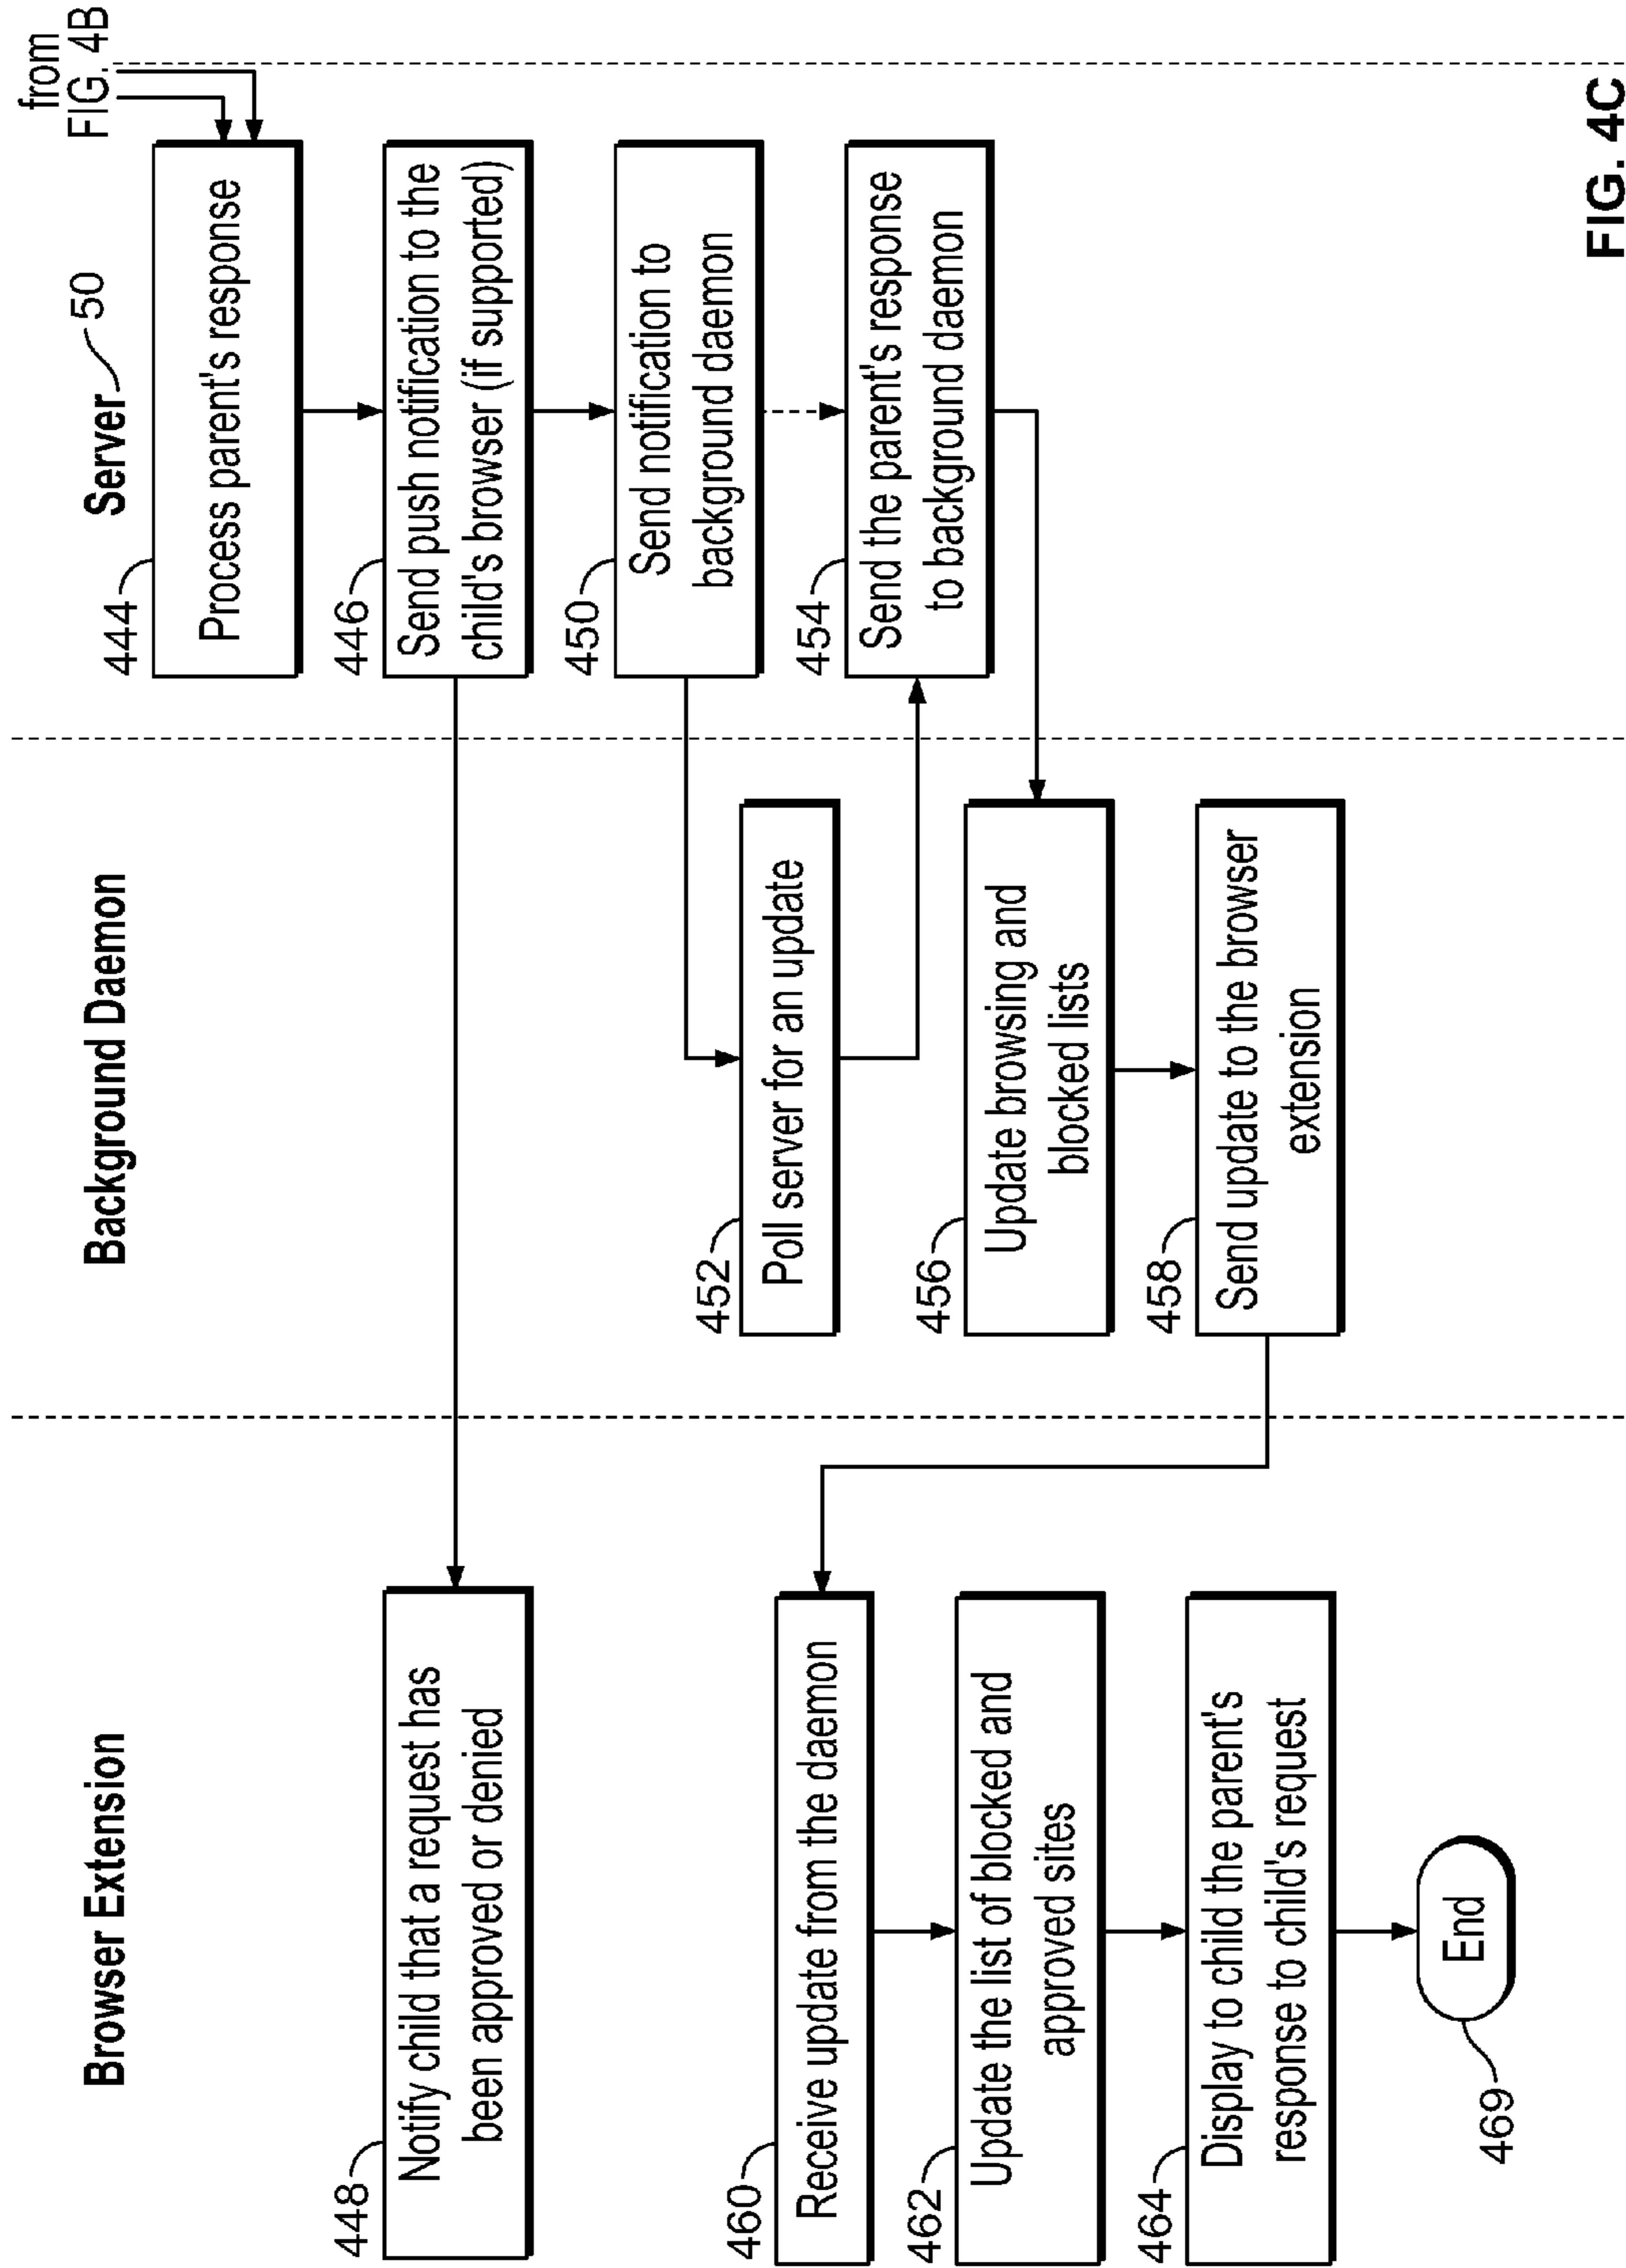 Browser Extension
Background Daemon
Server 50
from
FIG. 4B
444
Process parent's response
446
Send push notification to the
child's browser (if supported)
448
Notify child that a request has
been approved or denied
450
Send notification to
background daemon
452
Poll server for an update
454
Send the parent's response
to background daemon
456
Update browsing and
blocked lists
458
Send update to the browser
extension
460
Receive update from the daemon
462
Update the list of blocked and
approved sites
464
Display to child the parent's
response to child's request
End
469
FIG. 4C